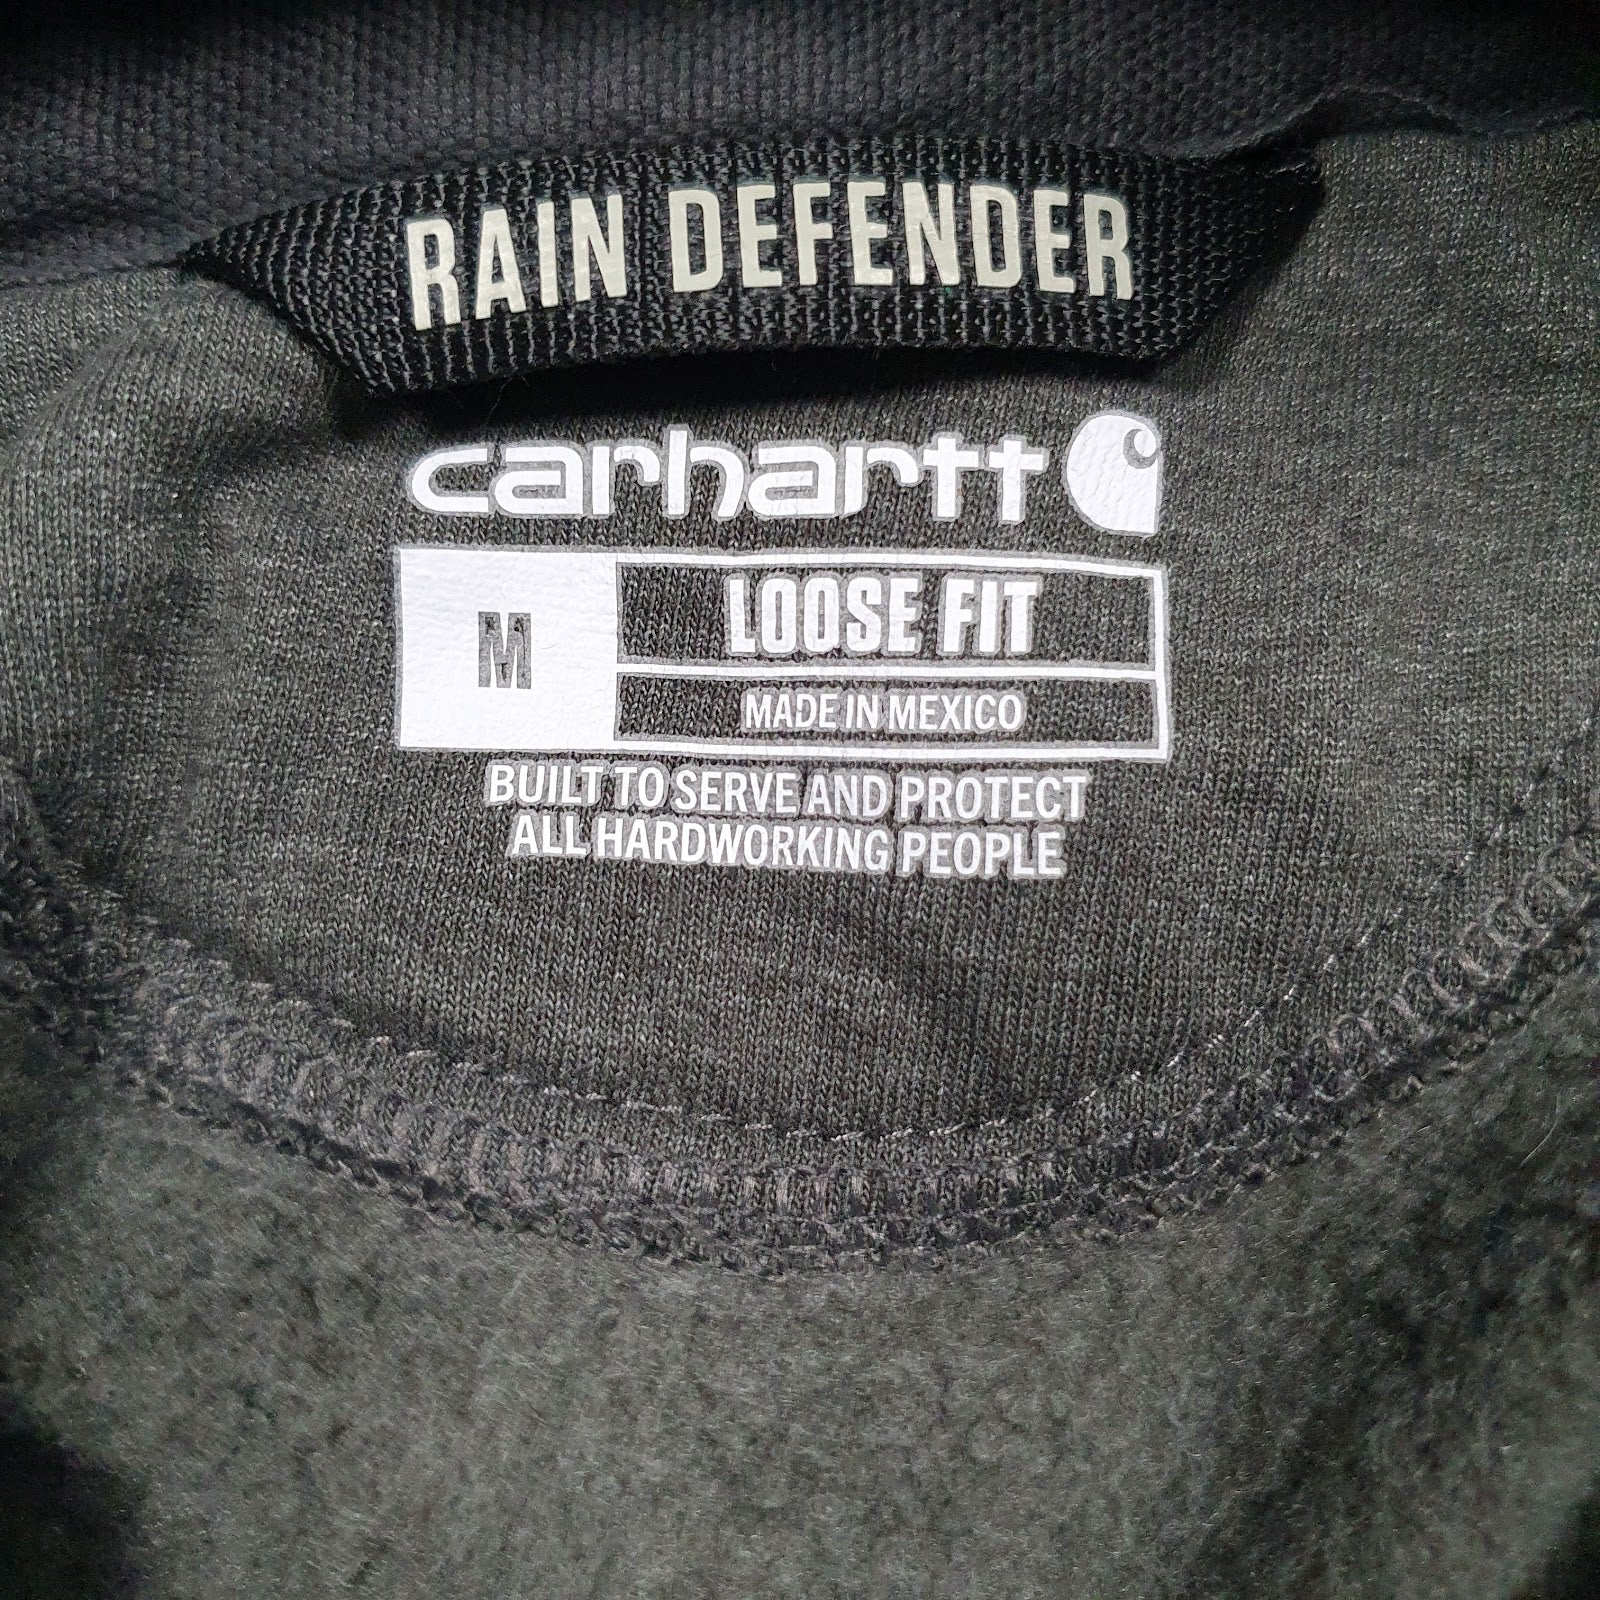 RAIN DEFENDER
carhartt
M
LOOSE FIT
MADE IN MEXICO
BUILT TO SERVE AND PROTECT
ALL HARDWORKING PEOPLE